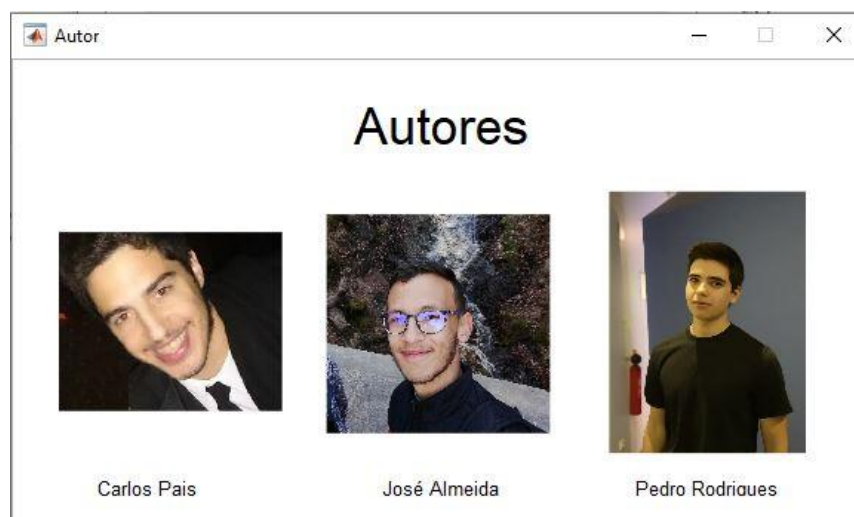 Autor
Autores
Carlos Pais
José Almeida
Pedro Rodrigues